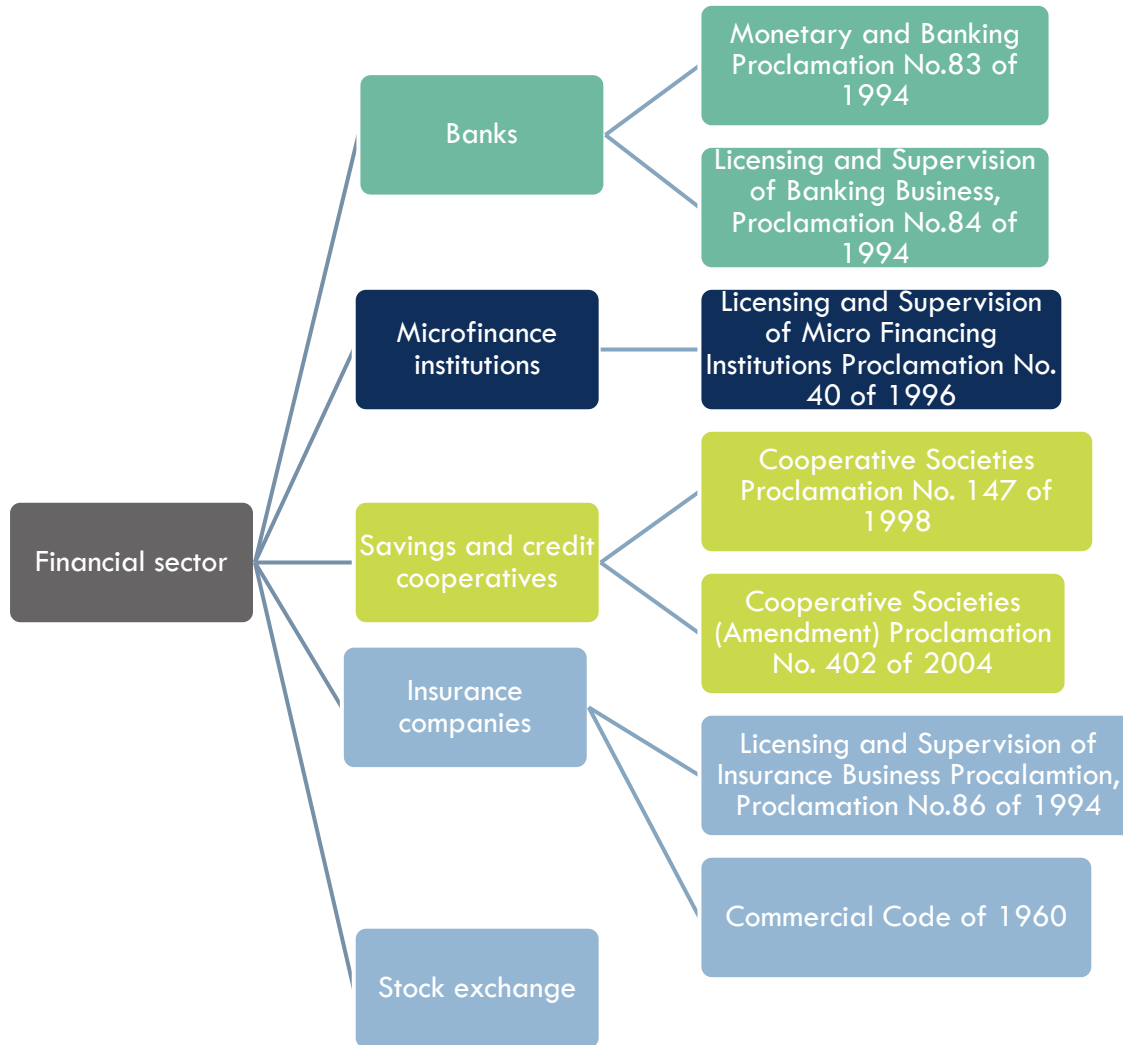 Financial sector
Banks
Monetary and Banking
Proclamation No.83 of
1994
Licensing and Supervision
of Banking Business,
Proclamation No.84 of
1994
Microfinance
institutions
Licensing and Supervision
of Micro Financing
Institutions Proclamation No.
40 of 1996
Savings and credit
cooperatives
Cooperative Societies
Proclamation No. 147 of
1998
Cooperative Societies
(Amendment) Proclamation
No. 402 of 2004
Insurance
companies
Licensing and Supervision of
Insurance Business Procalamtion,
Proclamation No.86 of 1994
Commercial Code of 1960
Stock exchange